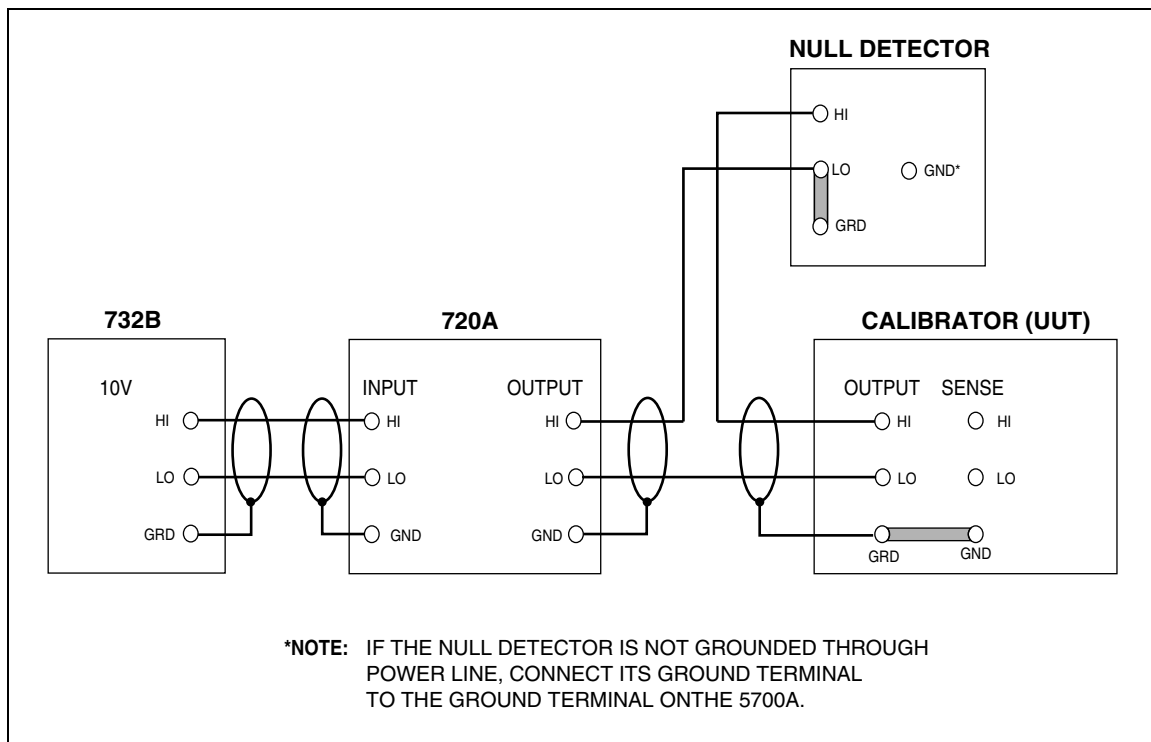 NULL DETECTOR
HI
LO
GND*
GRD
732B
720A
CALIBRATOR (UUT)
10V
INPUT
OUTPUT
OUTPUT
SENSE
HI
HI
HI
HI
HI
LO
LO
LO
LO
LO
GRD
GND
GND
GRD
GND
*NOTE: IF THE NULL DETECTOR IS NOT GROUNDED THROUGH
POWER LINE, CONNECT ITS GROUND TERMINAL
TO THE GROUND TERMINAL ONTHE 5700A.